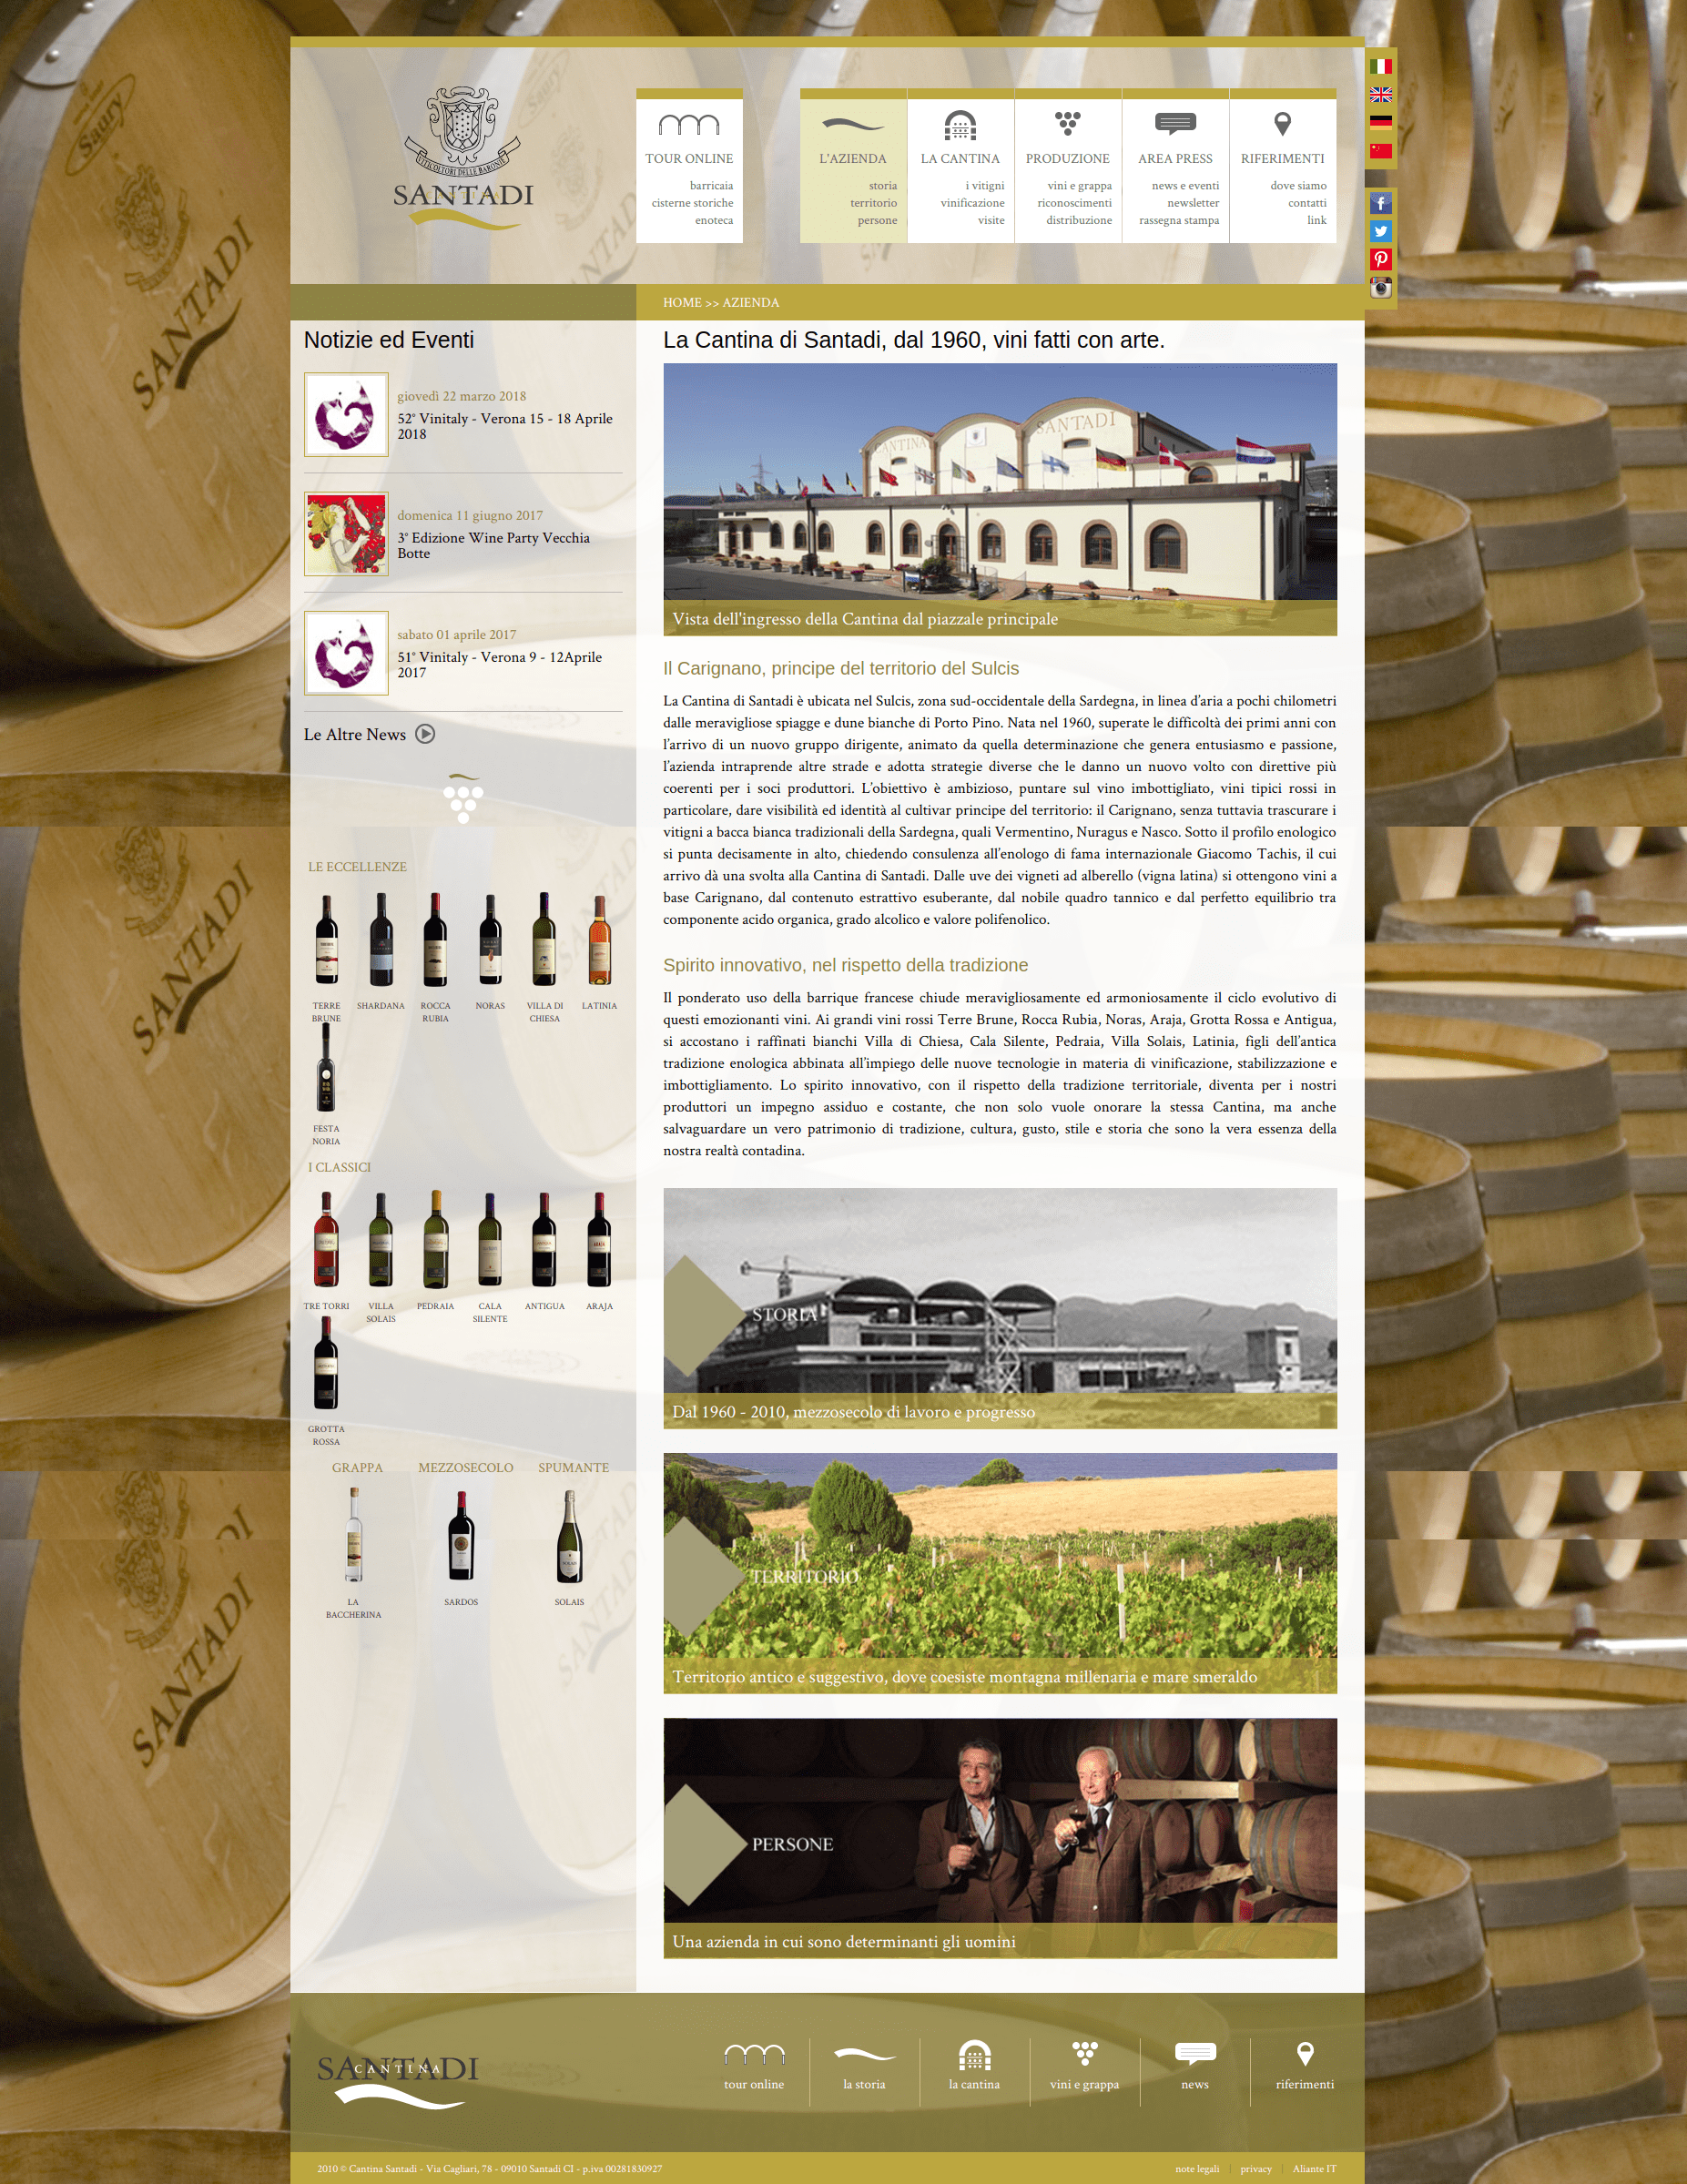 VITICOLTORI DELLE BARONIE
SANTADI
TOUR ONLINE
barricaia
cisterne storiche
enoteca
L'AZIENDA
storia
territorio
persone
LA CANTINA
i vitigni
vinificazione
visite
PRODUZIONE
vini e grappa
riconoscimenti
distribuzione
AREA PRESS
news e eventi
newsletter
rassegna stampa
RIFERIMENTI
dove siamo
contatti
link
HOME >> AZIENDA
Notizie ed Eventi
giovedì 22 marzo 2018
52° Vinitaly - Verona 15 - 18 Aprile
2018
domenica 11 giugno 2017
3° Edizione Wine Party Vecchia
Botte
sabato 01 aprile 2017
51° Vinitaly - Verona 9 - 12Aprile
2017
Le Altre News
LE ECCELLENZE
TERRE
BRUNE
SHARDANA
ROCCA
RUBIA
NORAS
VILLA DI
CHIESA
LATINIA
FESTA
NORIA
I CLASSICI
TRE TORRI
VILLA
SOLAIS
PEDRAIA
CALA
SILENTE
ANTIGUA
ARAJA
GROTTA
ROSSA
GRAPPA
MEZZOSECOLO
SPUMANTE
LA
BACCHERINA
SARDOS
SOLAIS
La Cantina di Santadi, dal 1960, vini fatti con arte.
CANTINA
SANTADI
Vista dell'ingresso della Cantina dal piazzale principale
Il Carignano, principe del territorio del Sulcis
La Cantina di Santadi è ubicata nel Sulcis, zona sud-occidentale della Sardegna, in linea d’aria a pochi chilometri
dalle meravigliose spiagge e dune bianche di Porto Pino. Nata nel 1960, superate le difficoltà dei primi anni con
l’arrivo di un nuovo gruppo dirigente, animato da quella determinazione che genera entusiasmo e passione,
l’azienda intraprende altre strade e adotta strategie diverse che le danno un nuovo volto con direttive più
coerenti per i soci produttori. L’obiettivo è ambizioso, puntare sul vino imbottigliato, vini tipici rossi in
particolare, dare visibilità ed identità al cultivar principe del territorio: il Carignano, senza tuttavia trascurare i
vitigni a bacca bianca tradizionali della Sardegna, quali Vermentino, Nuragus e Nasco. Sotto il profilo enologico
si punta decisamente in alto, chiedendo consulenza all’enologo di fama internazionale Giacomo Tachis, il cui
arrivo dà una svolta alla Cantina di Santadi. Dalle uve dei vigneti ad alberello (vigna latina) si ottengono vini a
base Carignano, dal contenuto estrattivo esuberante, dal nobile quadro tannico e dal perfetto equilibrio tra
componente acido organica, grado alcolico e valore polifenolico.
Spirito innovativo, nel rispetto della tradizione
Il ponderato uso della barrique francese chiude meravigliosamente ed armoniosamente il ciclo evolutivo di
questi emozionanti vini. Ai grandi vini rossi Terre Brune, Rocca Rubia, Noras, Araja, Grotta Rossa e Antigua,
si accostano i raffinati bianchi Villa di Chiesa, Cala Silente, Pedraia, Villa Solais, Latinia, figli dell’antica
tradizione enologica abbinata all’impiego delle nuove tecnologie in materia di vinificazione, stabilizzazione e
imbottigliamento. Lo spirito innovativo, con il rispetto della tradizione territoriale, diventa per i nostri
produttori un impegno assiduo e costante, che non solo vuole onorare la stessa Cantina, ma anche
salvaguardare un vero patrimonio di tradizione, cultura, gusto, stile e storia che sono la vera essenza della
nostra realtà contadina.
STORIA
Dal 1960 - 2010, mezzosecolo di lavoro e progresso
TERRITORIO
Territorio antico e suggestivo, dove coesiste montagna millenaria e mare smeraldo
PERSONE
Una azienda in cui sono determinanti gli uomini
SANTADI
CANTINA
tour online
la storia
la cantina
vini e grappa
news
riferimenti
2010 © Cantina Santadi - Via Cagliari, 78 - 09010 Santadi CI - p.iva 00281830927
note legali | privacy | Aliante IT
Saury
SANTADI
SANTADI
SANTADI